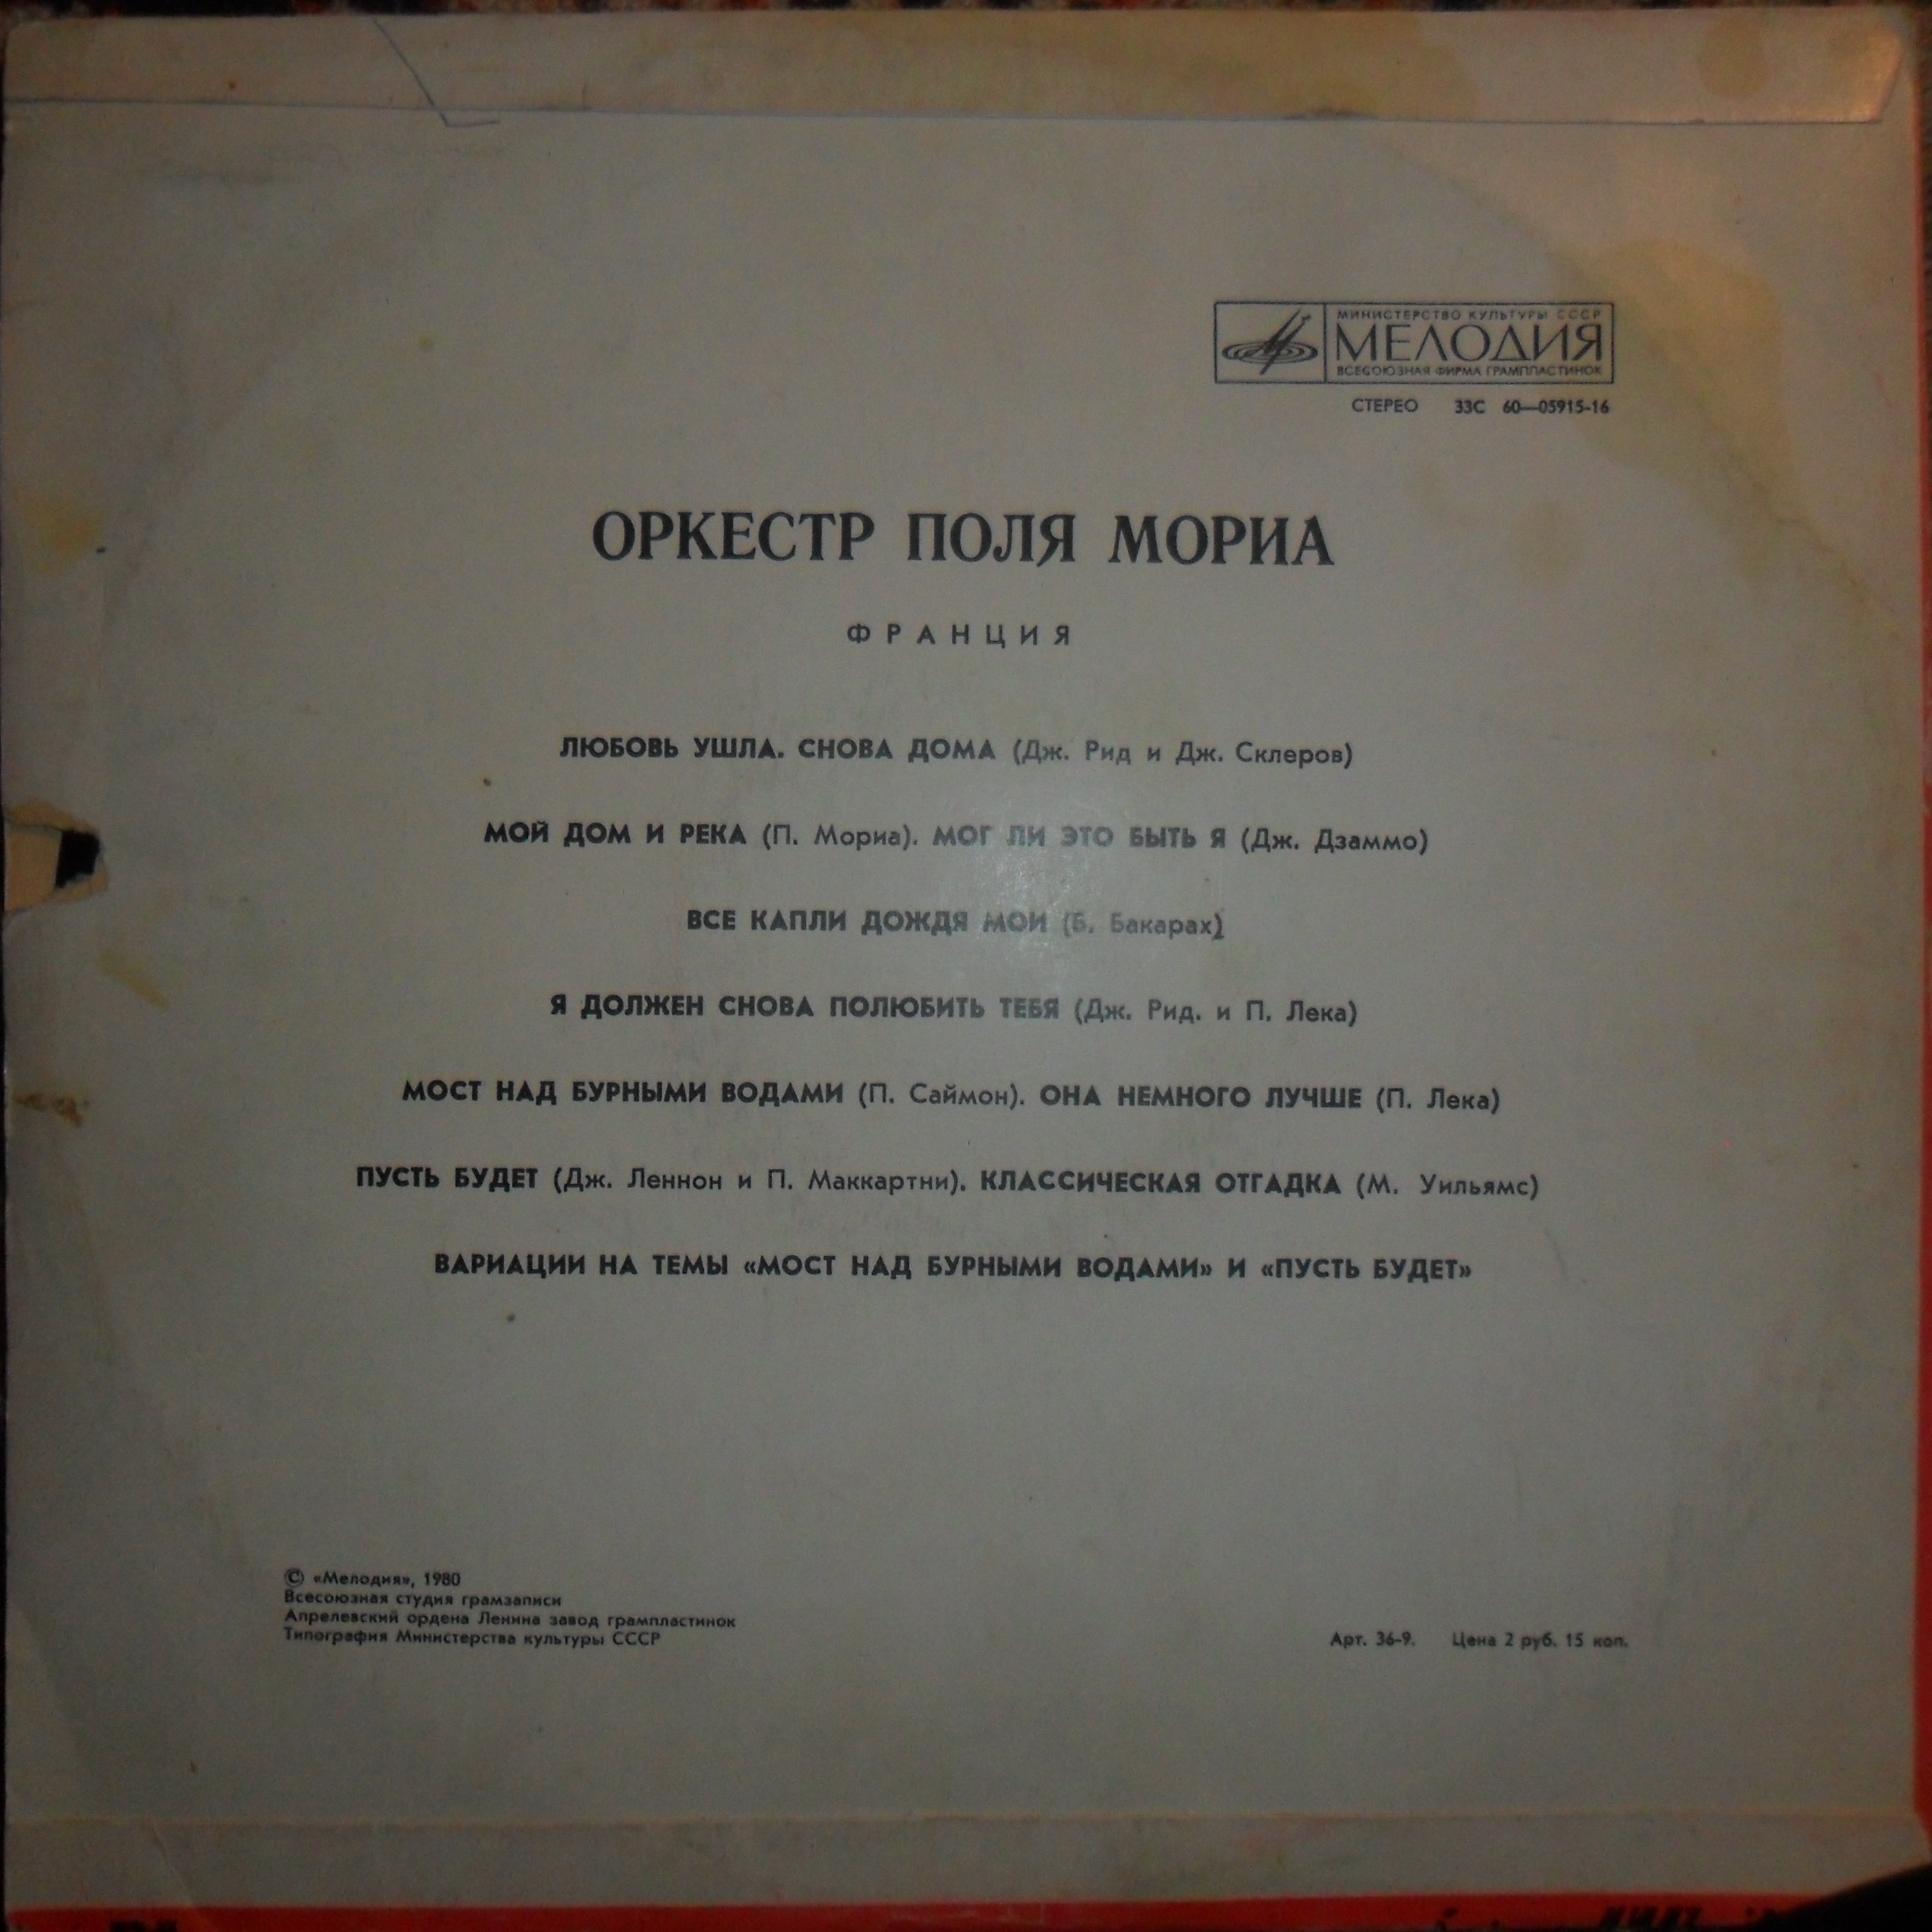 МИНИСТЕРСТВО КУЛЬТУРЫ СССР
МЕЛОДИЯ
ВСЕСОЮЗНАЯ ФИРМА ГРАМПЛАСТИНОК
СТЕРЕО 33С 60—05915-16
ОРКЕСТР ПОЛЯ МОРИА
ФРАНЦИЯ
ЛЮБОВЬ УШЛА. СНОВА ДОМА (Дж. Рид и Дж. Склеров)
МОЙ ДОМ И РЕКА (П. Мориа). МОГ ЛИ ЭТО БЫТЬ Я (Дж. Дзаммо)
ВСЕ КАПЛИ ДОЖДЯ МОИ (Б. Бакарах)
Я ДОЛЖЕН СНОВА ПОЛЮБИТЬ ТЕБЯ (Дж. Рид. и П. Лека)
МОСТ НАД БУРНЫМИ ВОДАМИ (П. Саймон). ОНА НЕМНОГО ЛУЧШЕ (П. Лека)
ПУСТЬ БУДЕТ (Дж. Леннон и П. Маккартни). КЛАССИЧЕСКАЯ ОТГАДКА (М. Уильямс)
ВАРИАЦИИ НА ТЕМЫ «МОСТ НАД БУРНЫМИ ВОДАМИ» И «ПУСТЬ БУДЕТ»
© «Мелодия», 1980
Всесоюзная студия грамзаписи
Апрелевский ордена Ленина завод грампластинок
Типография Министерства культуры СССР
Арт. 36-9. Цена 2 руб. 15 коп.